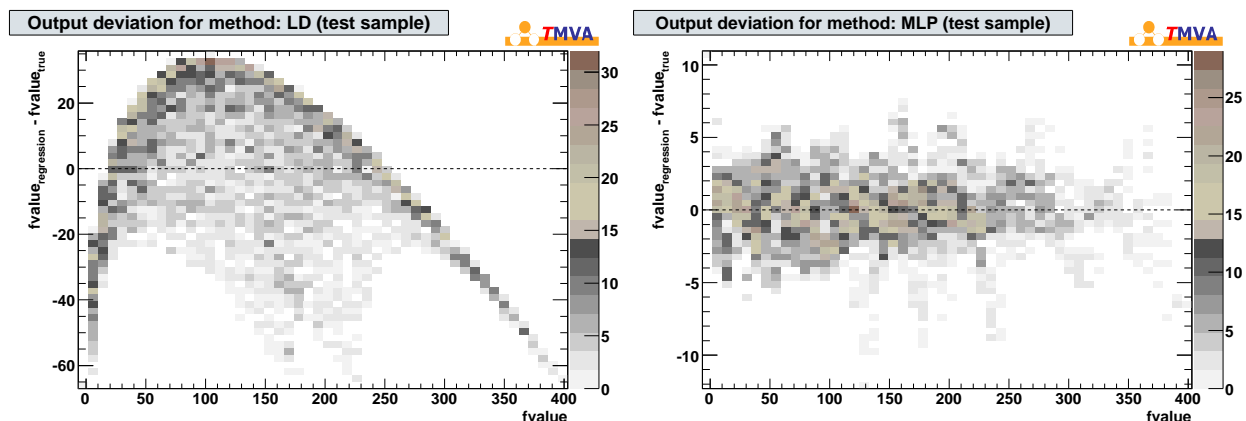 Output deviation for method: LD (test sample)
TMVA
fvalue_regression - fvalue_true
20
0
-20
-40
-60
0 50 100 150 200 250 300 350 400
fvalue
30
25
20
15
10
5
0
Output deviation for method: MLP (test sample)
TMVA
fvalue_regression - fvalue_true
10
5
0
-5
-10
0 50 100 150 200 250 300 350 400
fvalue
25
20
15
10
5
0